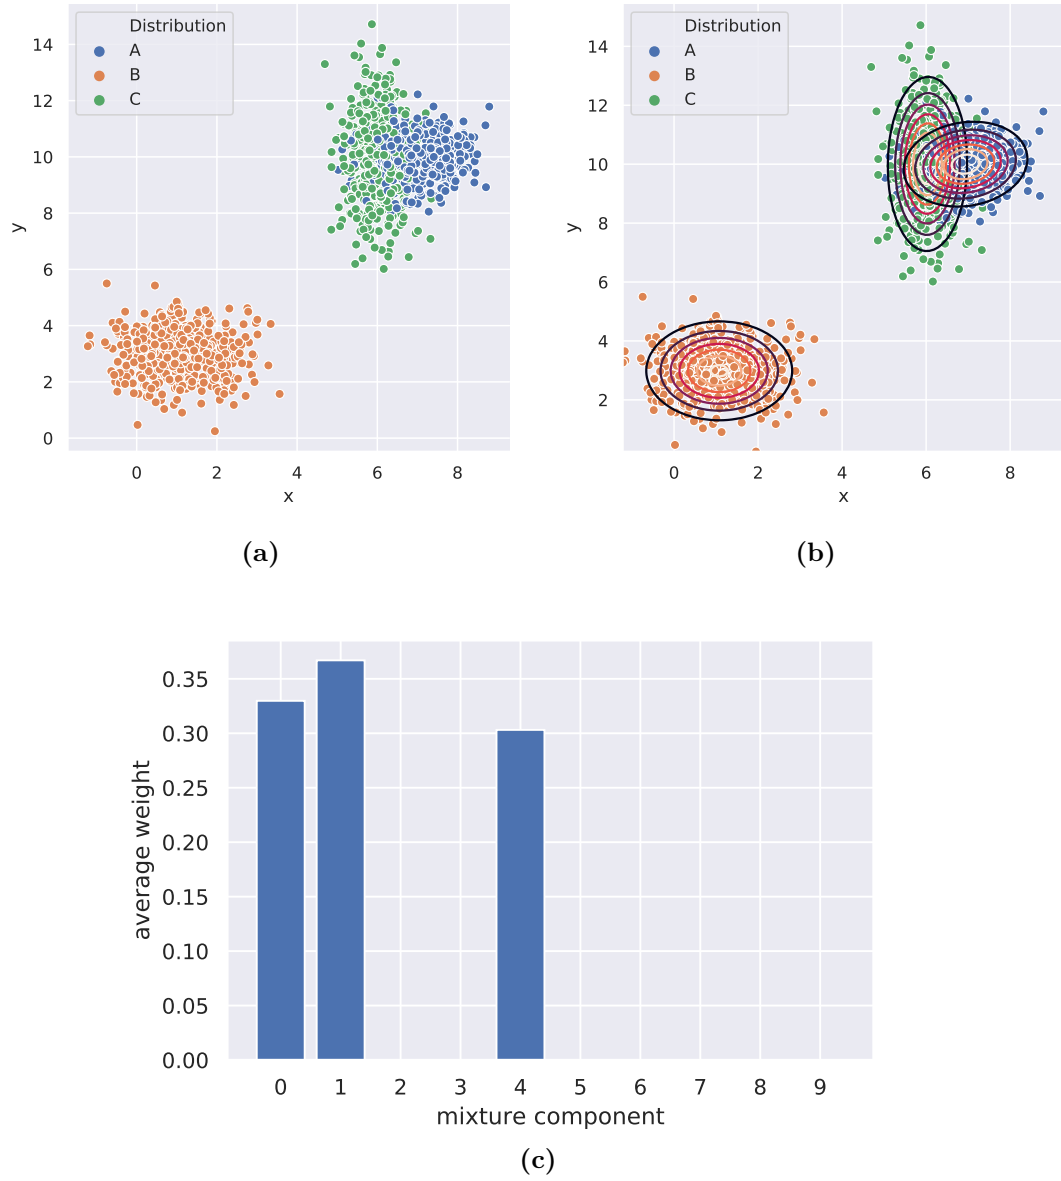 Distribution
A
B
C
14
12
10
8
6
4
2
0
y
0 2 4 6 8
x
(a)
Distribution
A
B
C
14
12
10
8
6
4
2
y
0 2 4 6 8
x
(b)
0.35
0.30
0.25
0.20
0.15
0.10
0.05
0.00
average weight
0 1 2 3 4 5 6 7 8 9
mixture component
(c)